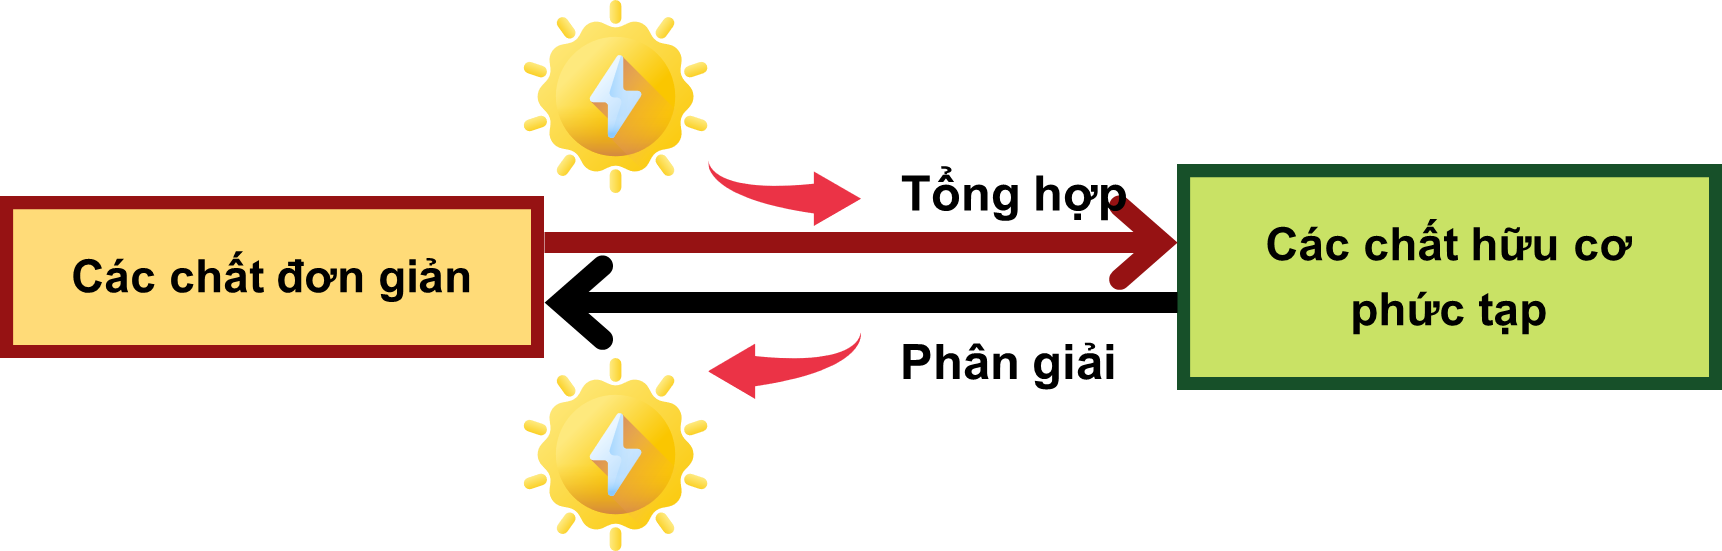 Tổng hợp
Các chất đơn giản
Các chất hữu cơ
phức tạp
Phân giải